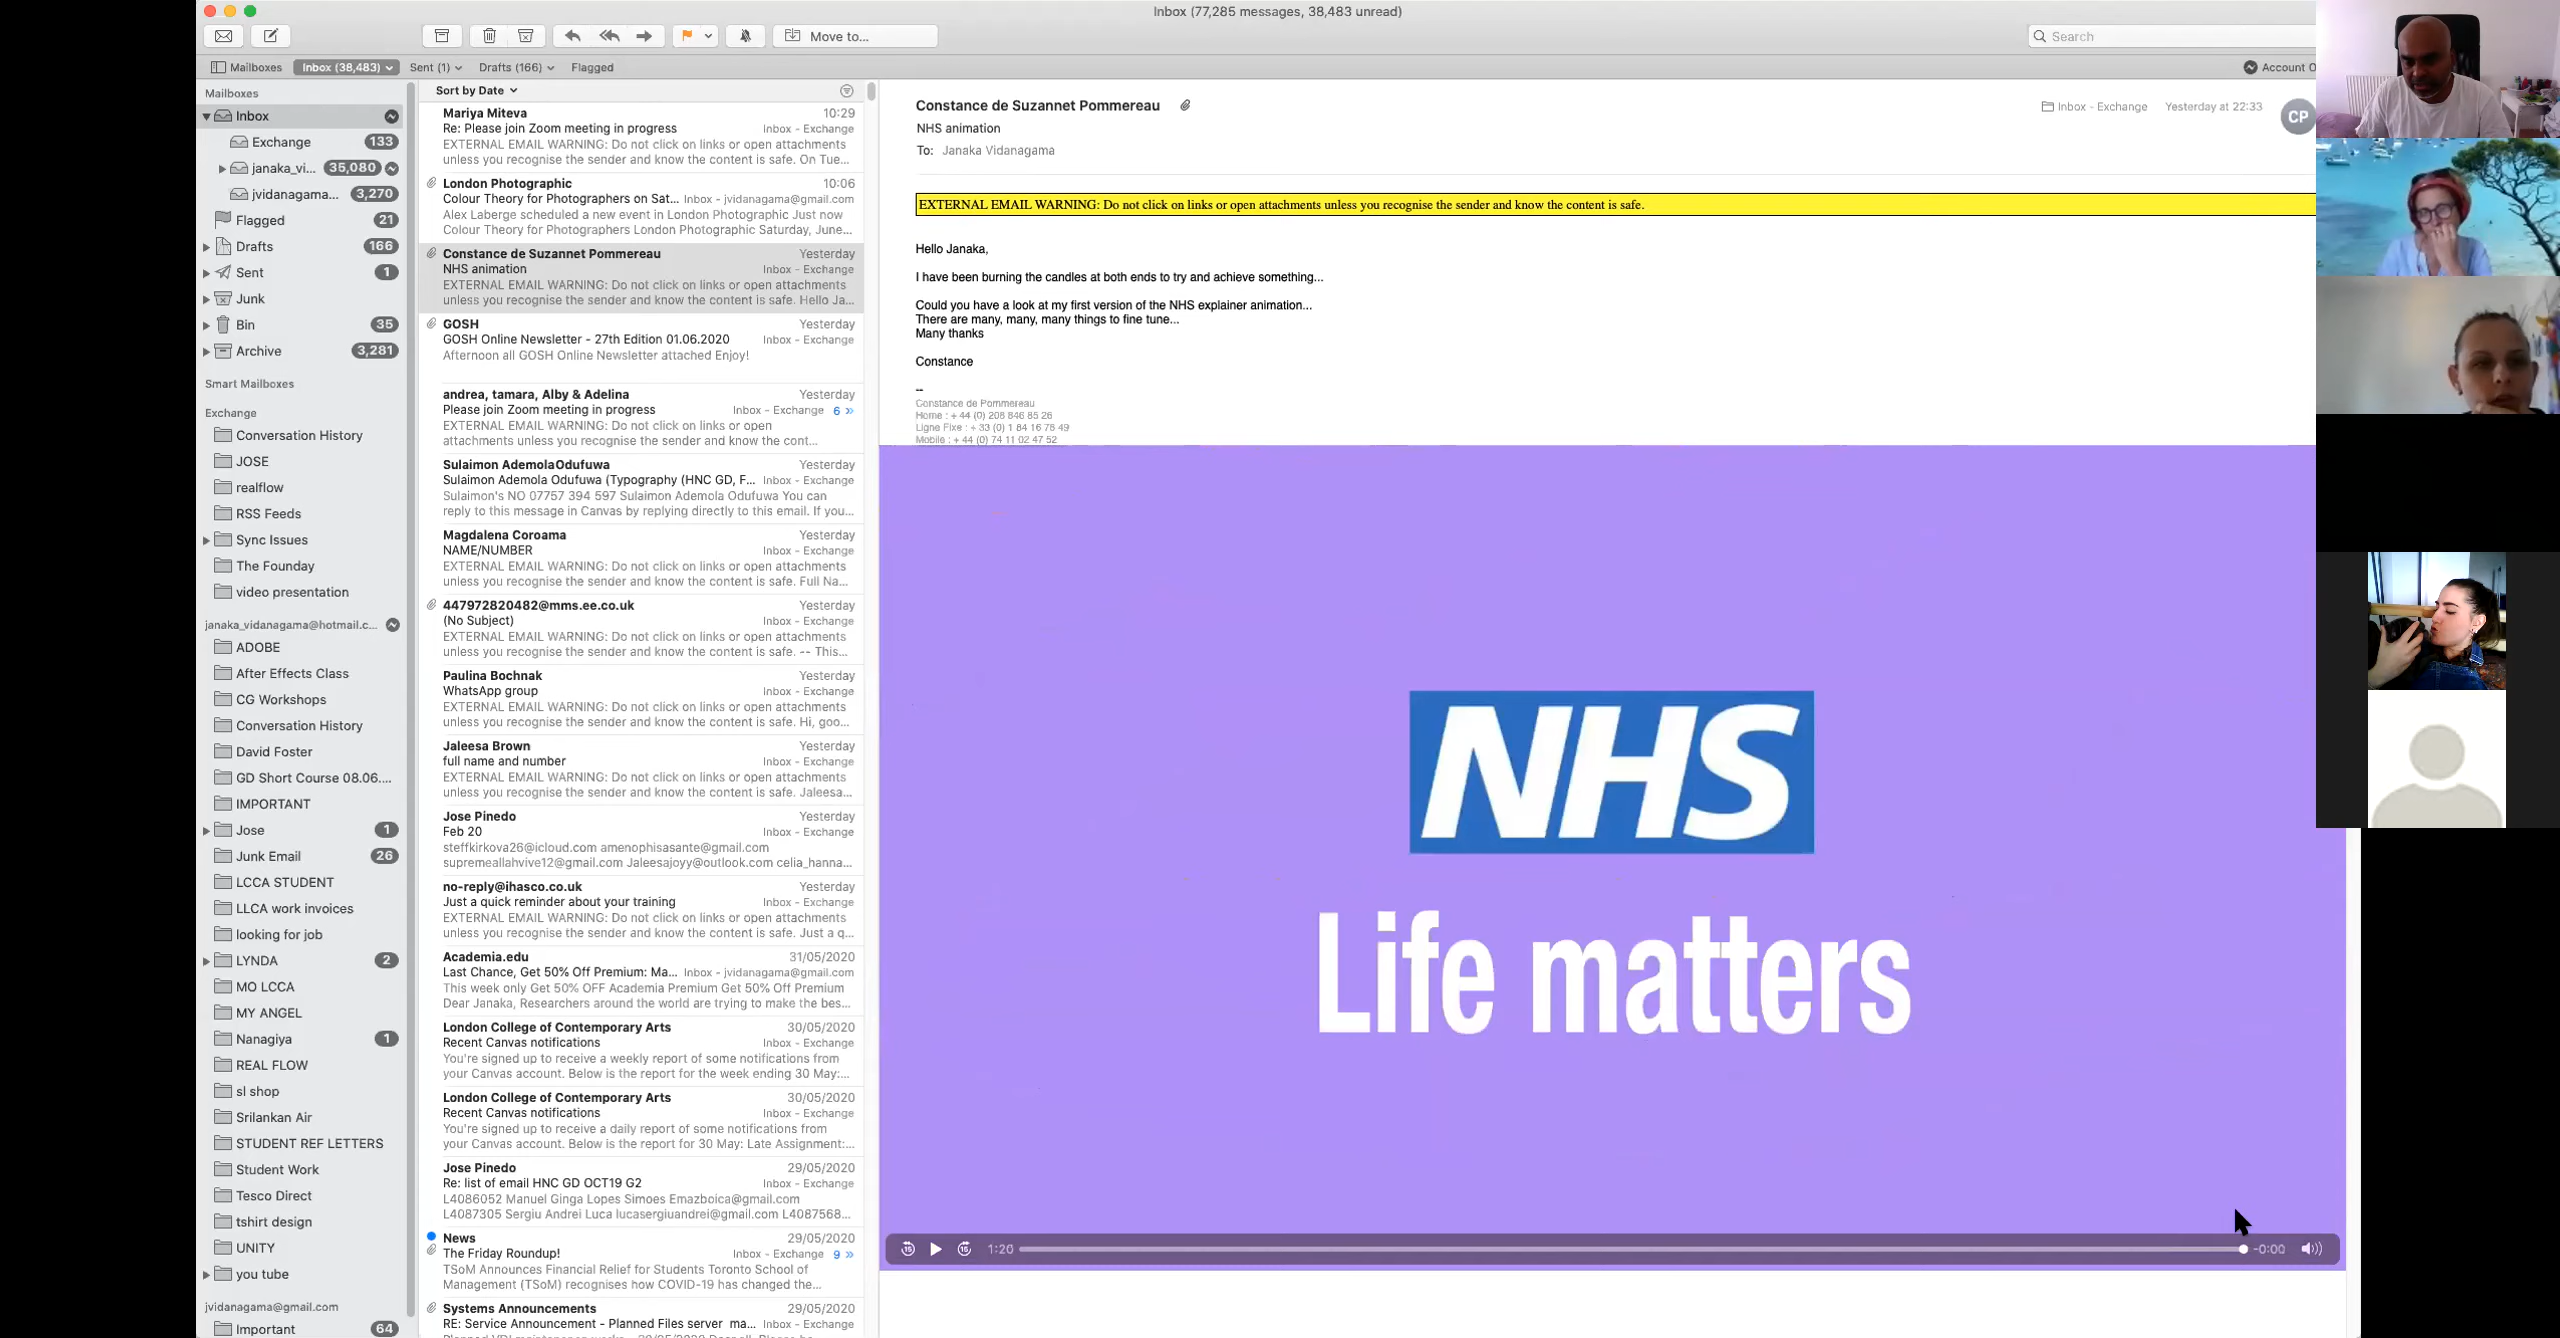 Inbox (77,285 messages, 38,483 unread)
Move to...
Search
Mailboxes
Inbox (38,483)
Sent (1)
Drafts (166)
Flagged
Account O
Mailboxes
Inbox
Exchange 133
janaka_vi... 35,080
jvidanagama... 3,270
Flagged 21
Drafts 166
Sent 1
Junk
Bin 35
Archive 3,281
Smart Mailboxes
Exchange
Conversation History
JOSE
realflow
RSS Feeds
Sync Issues
The Founday
video presentation
janaka_vidanagama@hotmail.c...
ADOBE
After Effects Class
CG Workshops
Conversation History
David Foster
GD Short Course 08.06....
IMPORTANT
Jose 1
Junk Email 26
LCCA STUDENT
LLCA work invoices
looking for job
LYNDA 2
MO LCCA
MY ANGEL
Nanagiya 1
REAL FLOW
sl shop
Srilankan Air
STUDENT REF LETTERS
Student Work
Tesco Direct
tshirt design
UNITY
you tube
jvidanagama@gmail.com
Important 64
Sort by Date
Mariya Miteva 10:29
Re: Please join Zoom meeting in progress Inbox - Exchange
EXTERNAL EMAIL WARNING: Do not click on links or open attachments
unless you recognise the sender and know the content is safe. On Tue...
London Photographic 10:06
Colour Theory for Photographers on Sat... Inbox - jvidanagama@gmail.com
Alex Laberge scheduled a new event in London Photographic Just now
Colour Theory for Photographers London Photographic Saturday, June...
Constance de Suzannet Pommereau Yesterday
NHS animation Inbox - Exchange
EXTERNAL EMAIL WARNING: Do not click on links or open attachments
unless you recognise the sender and know the content is safe. Hello Ja...
GOSH Yesterday
GOSH Online Newsletter - 27th Edition 01.06.2020 Inbox - Exchange
Afternoon all GOSH Online Newsletter attached Enjoy!
andrea, tamara, Alby & Adelina Yesterday
Please join Zoom meeting in progress Inbox - Exchange 6 »
EXTERNAL EMAIL WARNING: Do not click on links or open
attachments unless you recognise the sender and know the cont...
Sulaimon AdemolaOdufuwa Yesterday
Sulaimon Ademola Odufuwa (Typography (HNC GD, F... Inbox - Exchange
Sulaimon's NO 07757 394 597 Sulaimon Ademola Odufuwa You can
reply to this message in Canvas by replying directly to this email. If you...
Magdalena Coroama Yesterday
NAME/NUMBER Inbox - Exchange
EXTERNAL EMAIL WARNING: Do not click on links or open attachments
unless you recognise the sender and know the content is safe. Full Na...
447972820482@mms.ee.co.uk Yesterday
(No Subject) Inbox - Exchange
EXTERNAL EMAIL WARNING: Do not click on links or open attachments
unless you recognise the sender and know the content is safe. -- This...
Paulina Bochnak Yesterday
WhatsApp group Inbox - Exchange
EXTERNAL EMAIL WARNING: Do not click on links or open attachments
unless you recognise the sender and know the content is safe. Hi, goo...
Jaleesa Brown Yesterday
full name and number Inbox - Exchange
EXTERNAL EMAIL WARNING: Do not click on links or open attachments
unless you recognise the sender and know the content is safe. Jaleesa...
Jose Pinedo Yesterday
Feb 20 Inbox - Exchange
steffkirkova26@icloud.com amenophisasante@gmail.com
supremeallahvive12@gmail.com Jaleesajoyy@outlook.com celia_hanna...
no-reply@ihasco.co.uk Yesterday
Just a quick reminder about your training Inbox - Exchange
EXTERNAL EMAIL WARNING: Do not click on links or open attachments
unless you recognise the sender and know the content is safe. Just a q...
Academia.edu 31/05/2020
Last Chance, Get 50% Off Premium: Ma... Inbox - jvidanagama@gmail.com
This week only Get 50% OFF Academia Premium Get 50% Off Premium
Dear Janaka, Researchers around the world are trying to make the bes...
London College of Contemporary Arts 30/05/2020
Recent Canvas notifications Inbox - Exchange
You're signed up to receive a weekly report of some notifications from
your Canvas account. Below is the report for the week ending 30 May:...
London College of Contemporary Arts 30/05/2020
Recent Canvas notifications Inbox - Exchange
You're signed up to receive a daily report of some notifications from
your Canvas account. Below is the report for 30 May: Late Assignment:...
Jose Pinedo 29/05/2020
Re: list of email HNC GD OCT19 G2 Inbox - Exchange
L4086052 Manuel Ginga Lopes Simoes Emazboica@gmail.com
L4087305 Sergiu Andrei Luca lucasergiuandrei@gmail.com L4087568...
News 29/05/2020
The Friday Roundup! Inbox - Exchange 9 »
TSoM Announces Financial Relief for Students Toronto School of
Management (TSoM) recognises how COVID-19 has changed the...
Systems Announcements 29/05/2020
RE: Service Announcement - Planned Files server ma... Inbox - Exchange
Constance de Suzannet Pommereau
Inbox - Exchange Yesterday at 22:33
CP
NHS animation
To: Janaka Vidanagama
EXTERNAL EMAIL WARNING: Do not click on links or open attachments unless you recognise the sender and know the content is safe.
Hello Janaka,
I have been burning the candles at both ends to try and achieve something...
Could you have a look at my first version of the NHS explainer animation...
There are many, many, many things to fine tune...
Many thanks
Constance
--
Constance de Pommereau
Home : + 44 (0) 208 846 85 26
Ligne Fixe : + 33 (0) 1 84 16 78 49
Mobile : + 44 (0) 74 11 02 47 52
NHS
Life matters
15
15
1:20
-0:00